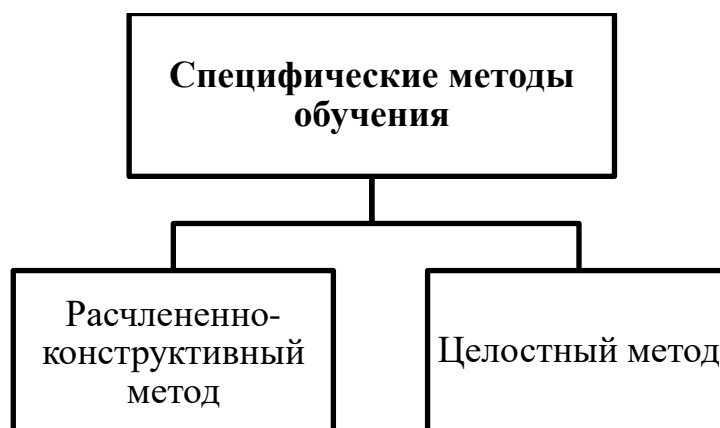 Специфические методы
обучения
Расчлененно-
конструктивный
метод
Целостный метод